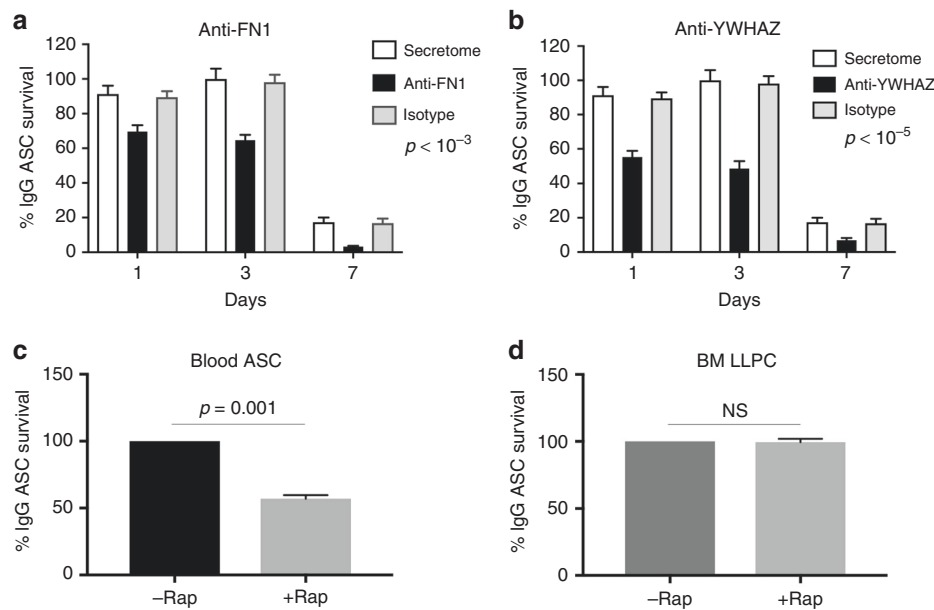 a
Anti-FN1
120
100
80
60
40
20
0
% IgG ASC survival
1 3 7
Days
Secretome
Anti-FN1
Isotype
p < 10⁻³
b
Anti-YWHAZ
120
100
80
60
40
20
0
% IgG ASC survival
1 3 7
Days
Secretome
Anti-YWHAZ
Isotype
p < 10⁻⁵
c
Blood ASC
150
100
50
0
% IgG ASC survival
p = 0.001
–Rap +Rap
d
BM LLPC
150
100
50
0
% IgG ASC survival
NS
–Rap +Rap